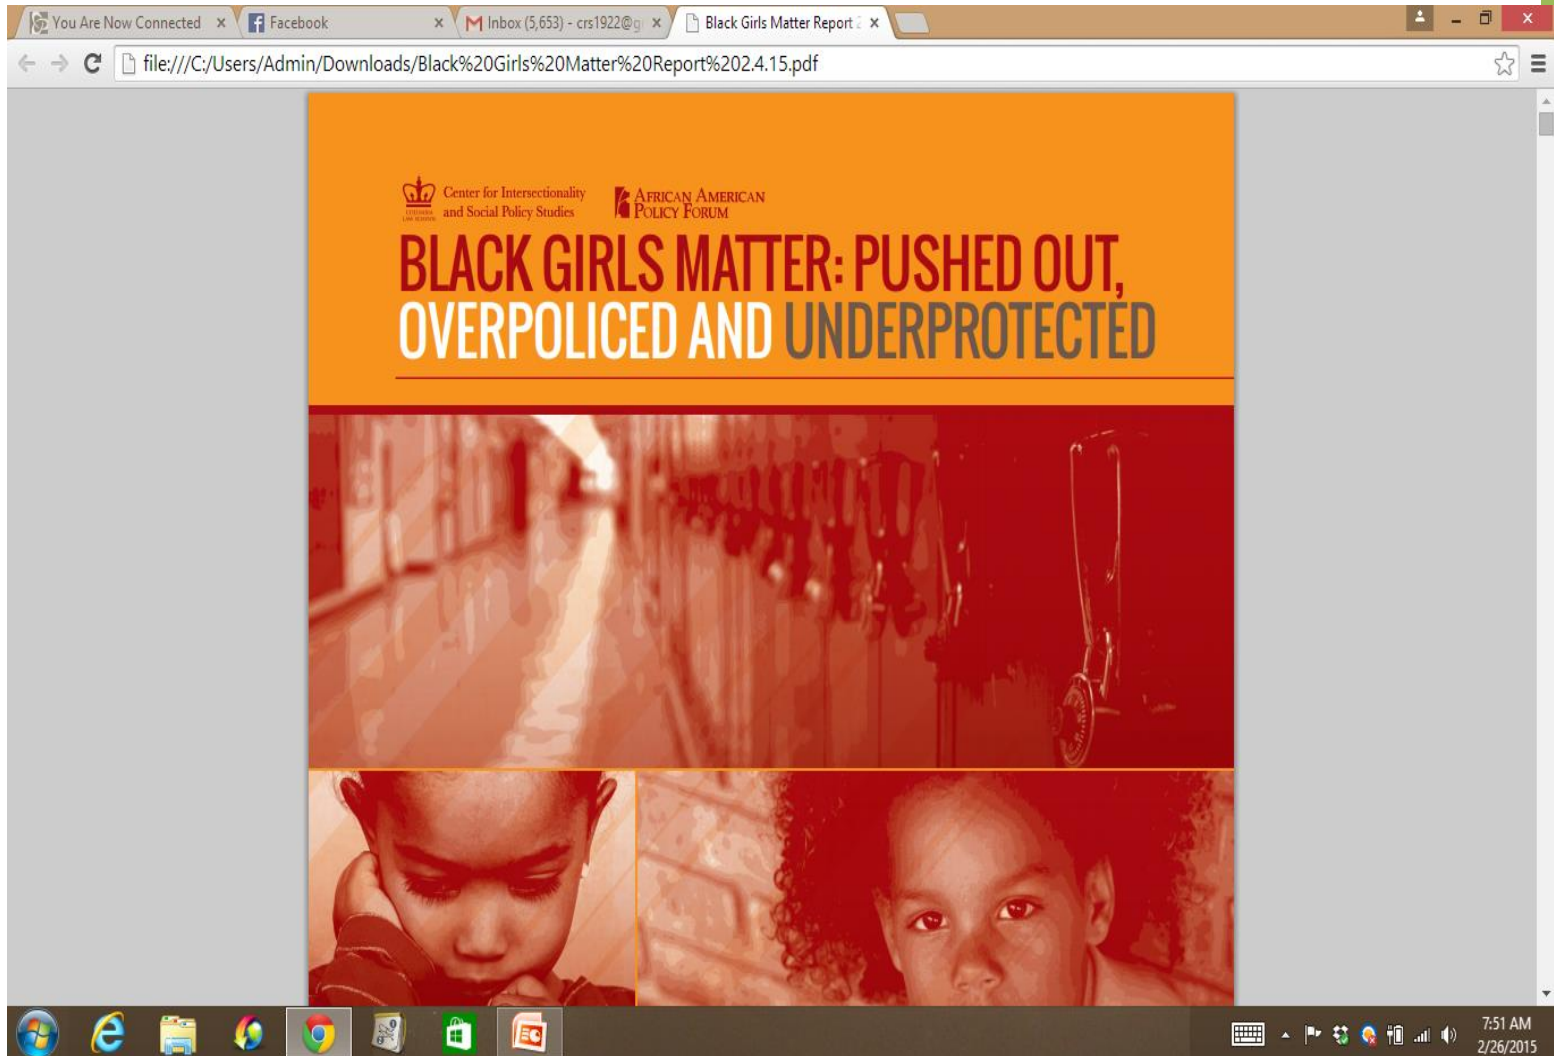 You Are Now Connected
Facebook
Inbox (5,653) - crs1922@g
Black Girls Matter Report 2
file:///C:/Users/Admin/Downloads/Black%20Girls%20Matter%20Report%202.4.15.pdf
Center for Intersectionality
and Social Policy Studies
AFRICAN AMERICAN
POLICY FORUM
BLACK GIRLS MATTER: PUSHED OUT,
OVERPOLICED AND UNDERPROTECTED
7:51 AM
2/26/2015